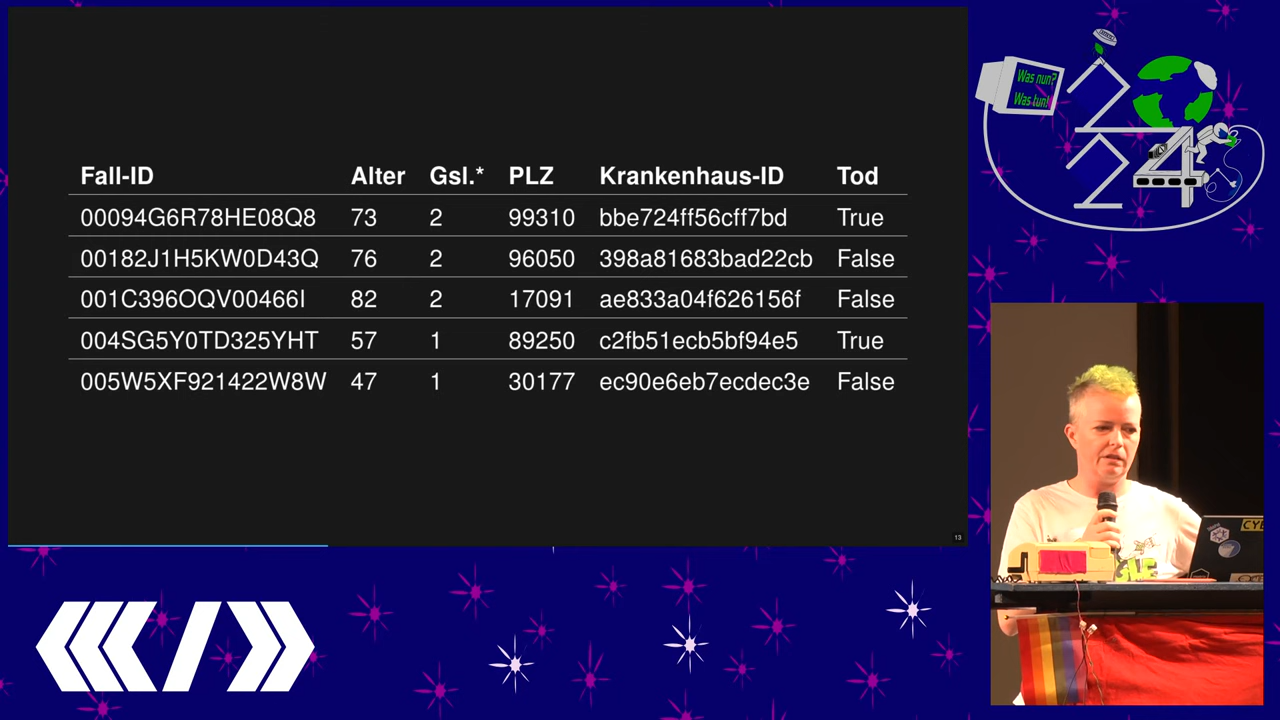 Was nun?
Was tun!
Fall-ID Alter Gsl.* PLZ Krankenhaus-ID Tod
00094G6R78HE08Q8 73 2 99310 bbe724ff56cff7bd True
00182J1H5KW0D43Q 76 2 96050 398a81683bad22cb False
001C396OQV00466I 82 2 17091 ae833a04f626156f False
004SG5Y0TD325YHT 57 1 89250 c2fb51ecb5bf94e5 True
005W5XF921422W8W 47 1 30177 ec90e6eb7ecdec3e False
13